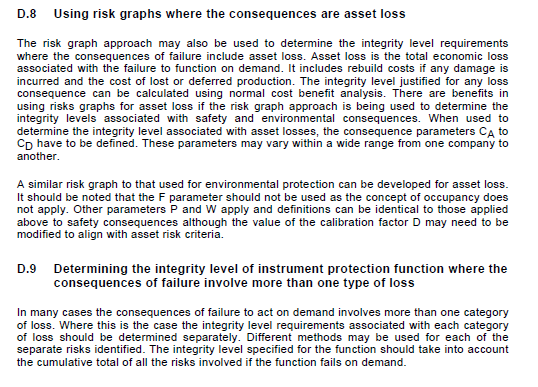 D.8 Using risk graphs where the consequences are asset loss
The risk graph approach may also be used to determine the integrity level requirements
where the consequences of failure include asset loss. Asset loss is the total economic loss
associated with the failure to function on demand. It includes rebuild costs if any damage is
incurred and the cost of lost or deferred production. The integrity level justified for any loss
consequence can be calculated using normal cost benefit analysis. There are benefits in
using risks graphs for asset loss if the risk graph approach is being used to determine the
integrity levels associated with safety and environmental consequences. When used to
determine the integrity level associated with asset losses, the consequence parameters CA to
CD have to be defined. These parameters may vary within a wide range from one company to
another.
A similar risk graph to that used for environmental protection can be developed for asset loss.
It should be noted that the F parameter should not be used as the concept of occupancy does
not apply. Other parameters P and W apply and definitions can be identical to those applied
above to safety consequences although the value of the calibration factor D may need to be
modified to align with asset risk criteria.
D.9 Determining the integrity level of instrument protection function where the
consequences of failure involve more than one type of loss
In many cases the consequences of failure to act on demand involves more than one category
of loss. Where this is the case the integrity level requirements associated with each category
of loss should be determined separately. Different methods may be used for each of the
separate risks identified. The integrity level specified for the function should take into account
the cumulative total of all the risks involved if the function fails on demand.